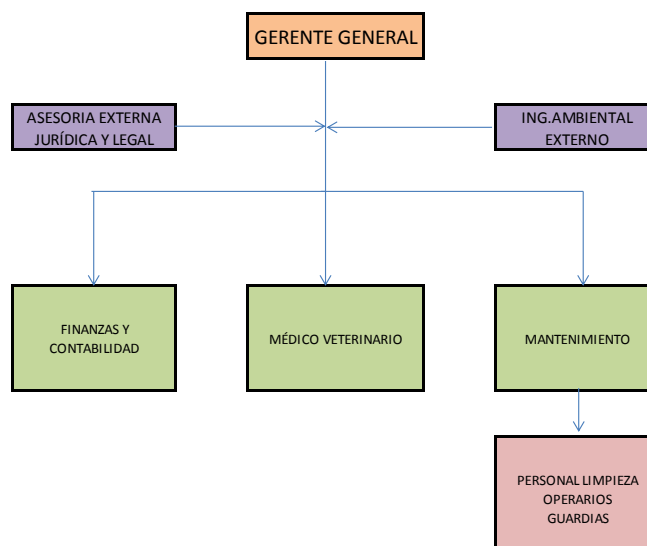 GERENTE GENERAL
ASESORIA EXTERNA
JURÍDICA Y LEGAL
ING.AMBIENTAL
EXTERNO
FINANZAS Y
CONTABILIDAD
MÉDICO VETERINARIO
MANTENIMIENTO
PERSONAL LIMPIEZA
OPERARIOS
GUARDIAS